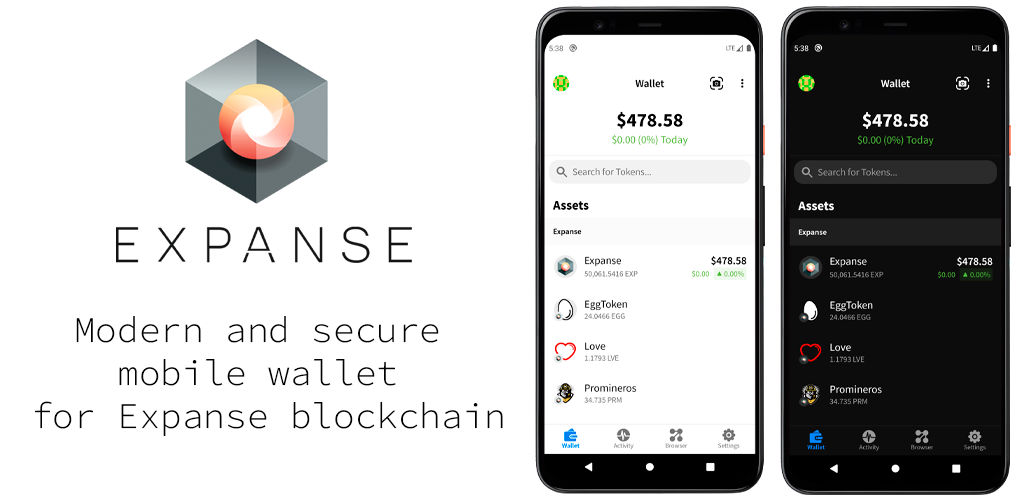 EXPANSE
Modern and secure
mobile wallet
for Expanse blockchain
5:38
LTE
Wallet
$478.58
$0.00 (0%) Today
Search for Tokens...
Assets
Expanse
Expanse
$478.58
50,061.5416 EXP
$0.00
▲ 0.00%
EggToken
24.0466 EGG
Love
1.1793 LVE
Promineros
34.735 PRM
Wallet
Activity
Browser
Settings
5:38
LTE
Wallet
$478.58
$0.00 (0%) Today
Search for Tokens...
Assets
Expanse
Expanse
$478.58
50,061.5416 EXP
$0.00
▲ 0.00%
EggToken
24.0466 EGG
Love
1.1793 LVE
Promineros
34.735 PRM
Wallet
Activity
Browser
Settings